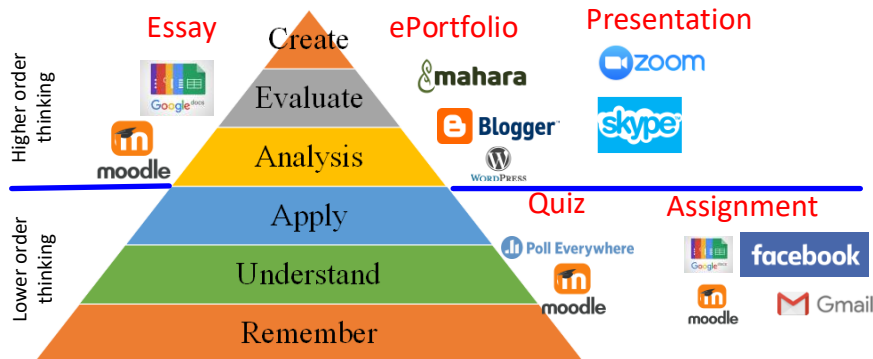 Essay
ePortfolio
Presentation
Create
Evaluate
Analysis
Apply
Understand
Remember
Higher order
thinking
Lower order
thinking
Google docs
moodle
mahara
Blogger™
WORDPRESS
zoom
skype
Quiz
Poll Everywhere
moodle
Assignment
Google docs
facebook
moodle
Gmail